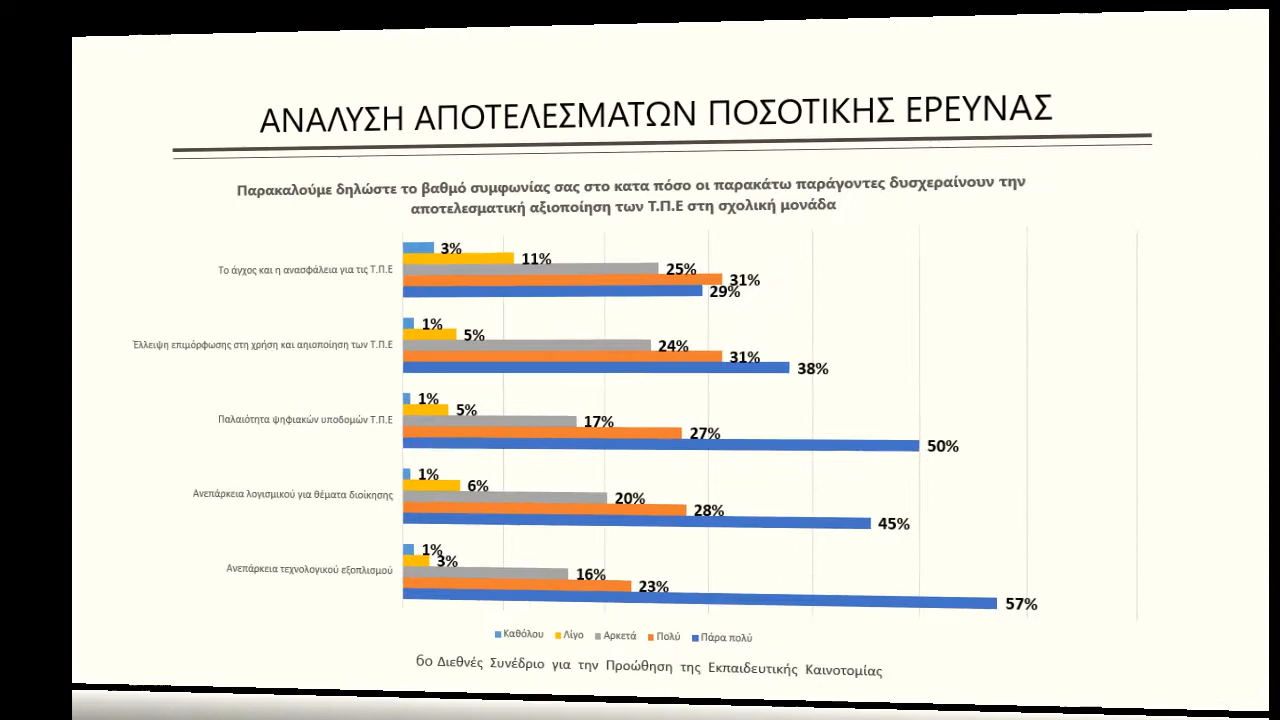 ΑΝΑΛΥΣΗ ΑΠΟΤΕΛΕΣΜΑΤΩΝ ΠΟΣΟΤΙΚΗΣ ΕΡΕΥΝΑΣ
Παρακαλούμε δηλώστε το βαθμό συμφωνίας σας στο κατα πόσο οι παρακάτω παράγοντες δυσχεραίνουν την
αποτελεσματική αξιοποίηση των Τ.Π.Ε στη σχολική μονάδα
Το άγχος και η ανασφάλεια για τις Τ.Π.Ε
3%
11%
25%
31%
29%
Έλλειψη επιμόρφωσης στη χρήση και αηιοποίηση των Τ.Π.Ε
1%
5%
24%
31%
38%
Παλαιότητα ψηφιακών υποδομών Τ.Π.Ε
1%
5%
17%
27%
50%
Ανεπάρκεια λογισμικού για θέματα διοίκησης
1%
6%
20%
28%
45%
Ανεπάρκεια τεχνολογικού εξοπλισμού
1%
3%
16%
23%
57%
Καθόλου Λίγο Αρκετά Πολύ Πάρα πολύ
6ο Διεθνές Συνέδριο για την Προώθηση της Εκπαιδευτικής Καινοτομίας